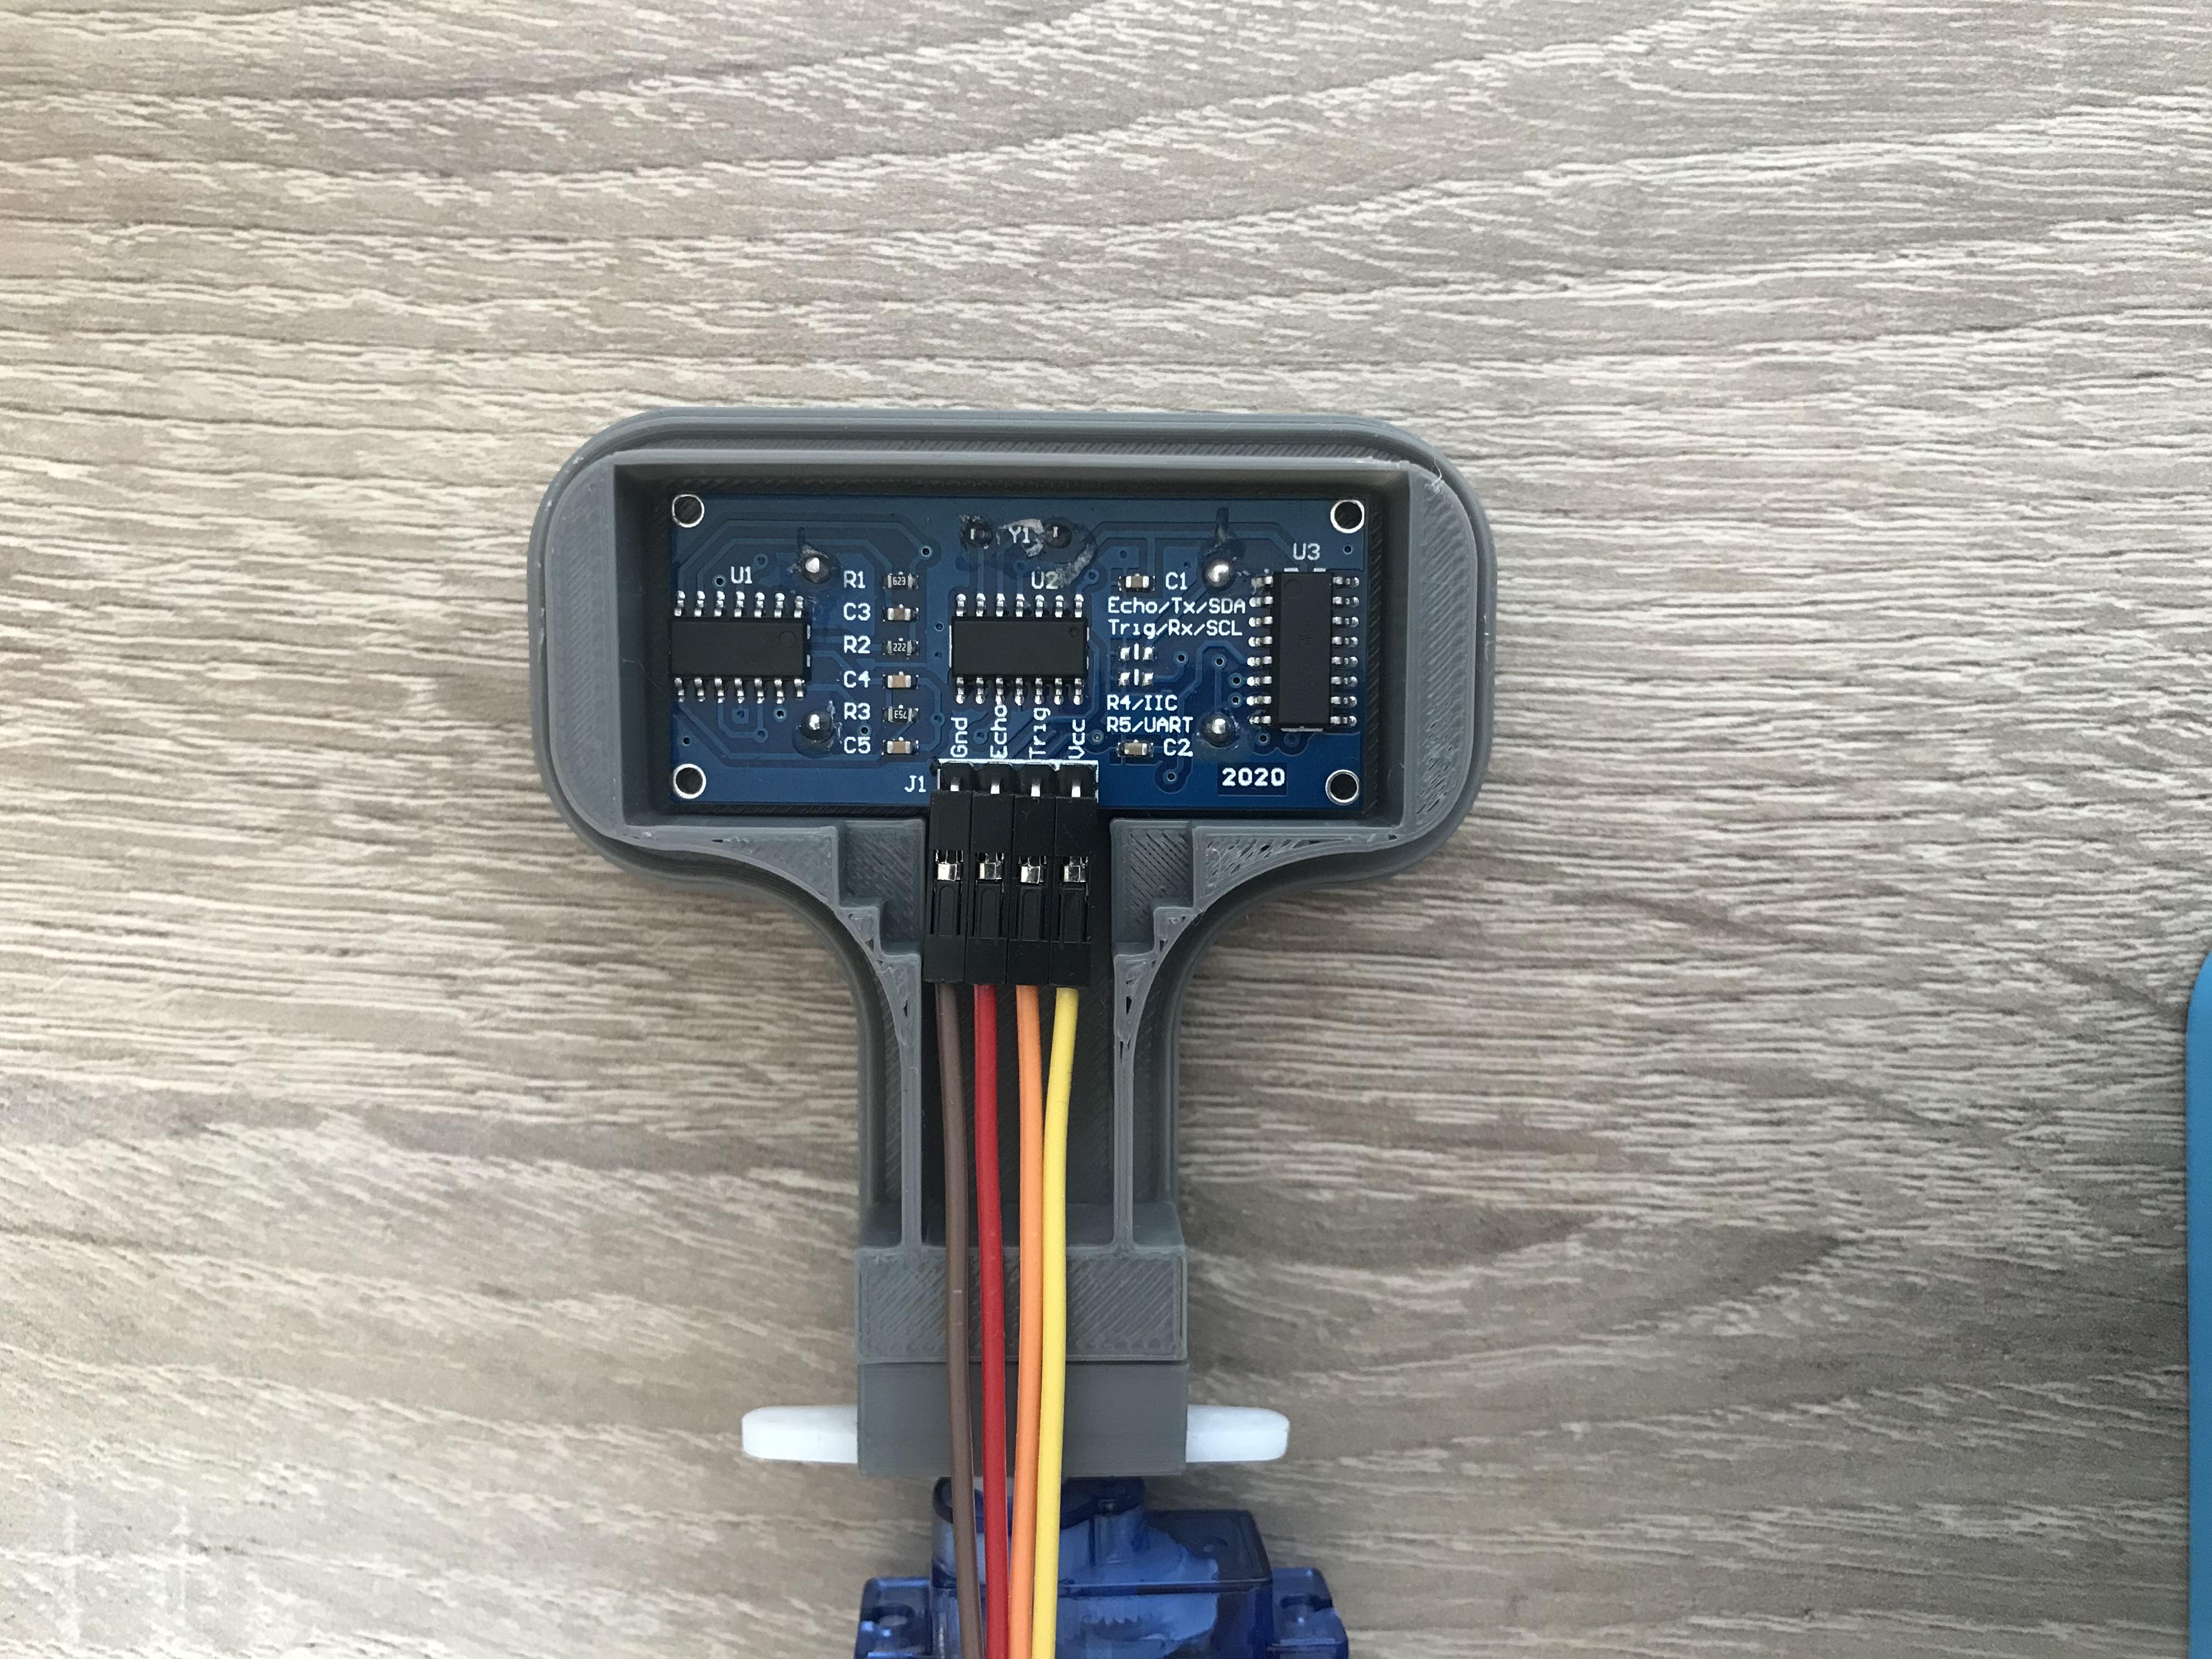 Y1
U3
U1
R1
623
U2
C1
C3
Echo/Tx/SDA
Trig/Rx/SCL
R2
222
C4
R4/IIC
R3
753
R5/UART
C5
C2
Gnd
Echo
Trig
Vcc
J1
2020